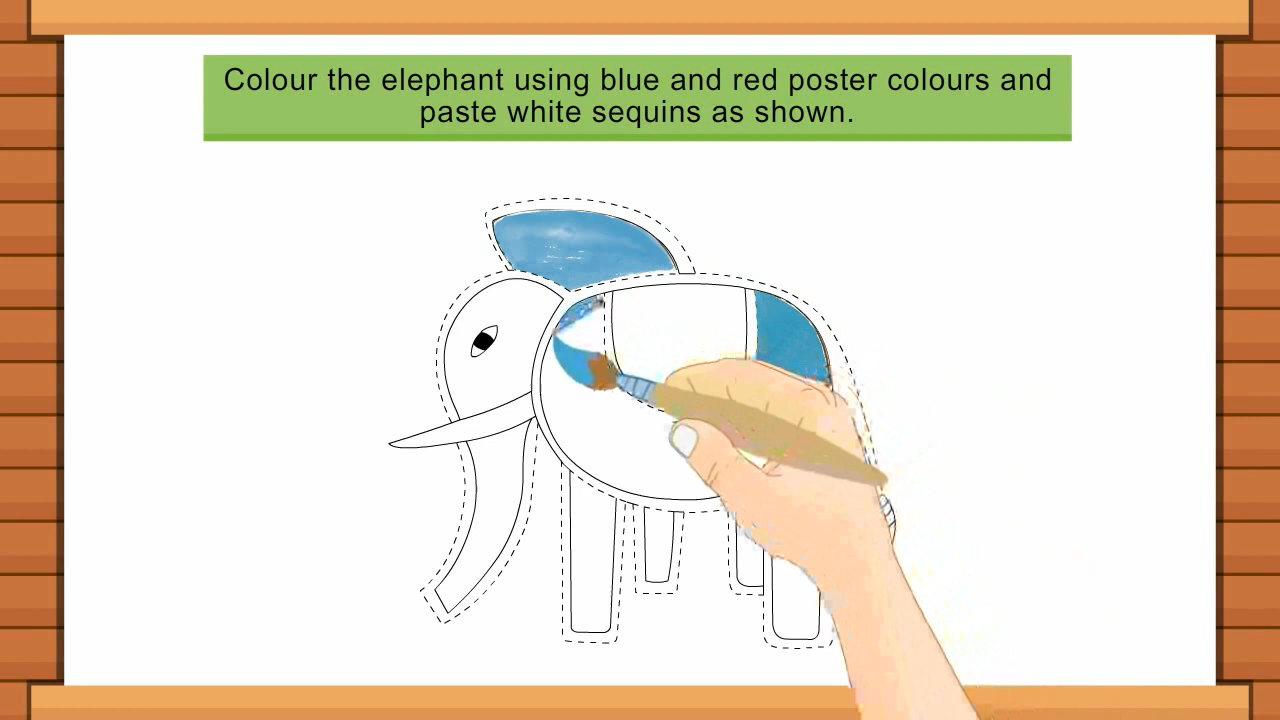 Colour the elephant using blue and red poster colours and
paste white sequins as shown.